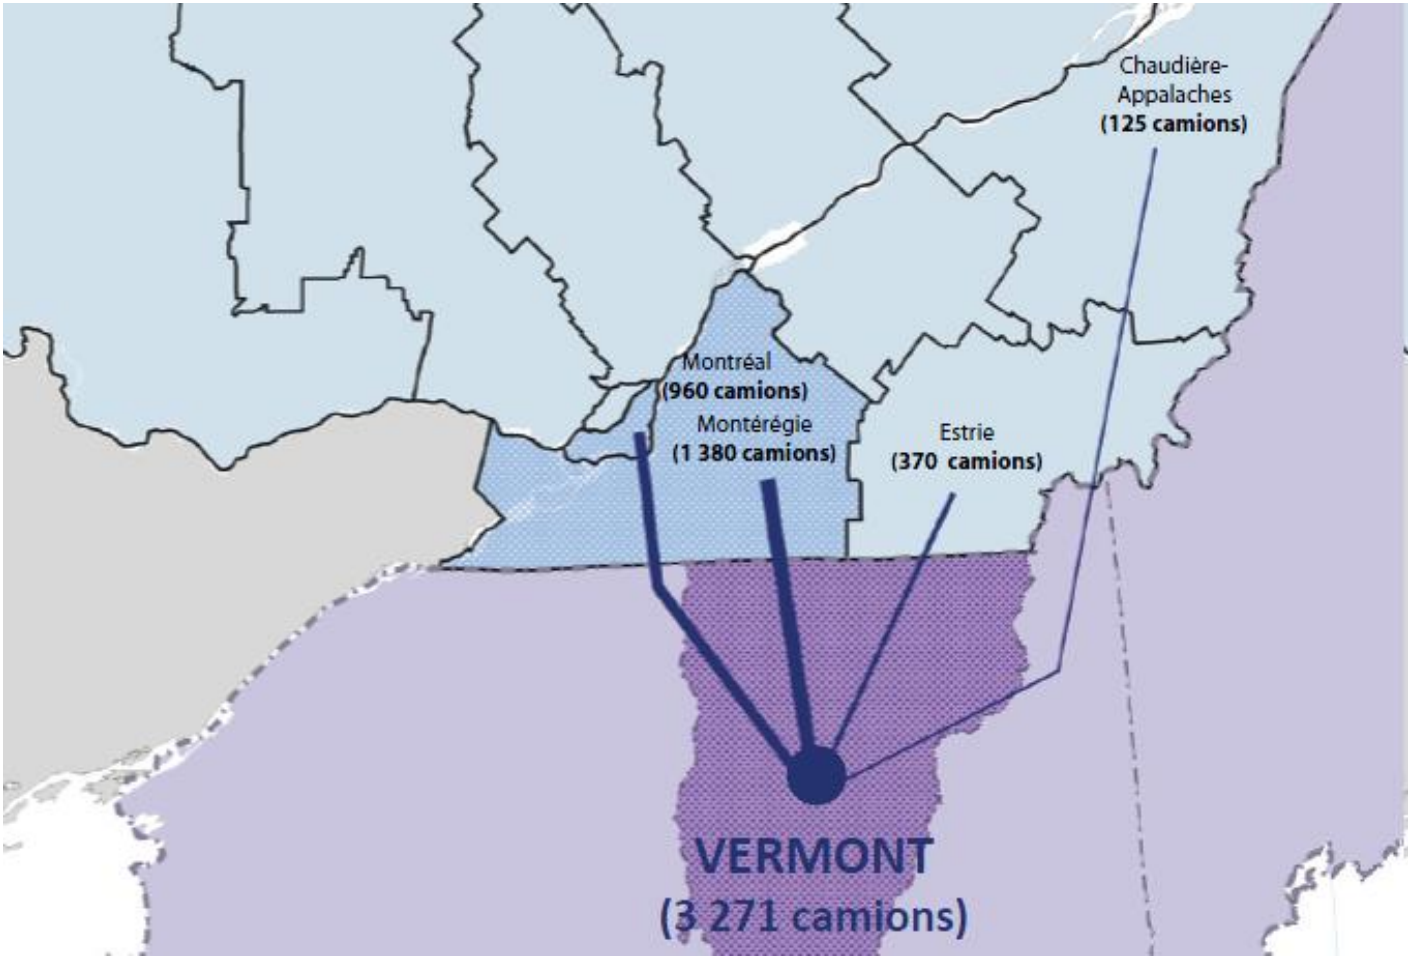 Chaudière-
Appalaches
(125 camions)
Montréal
(960 camions)
Montérégie
(1 380 camions)
Estrie
(370 camions)
VERMONT
(3 271 camions)